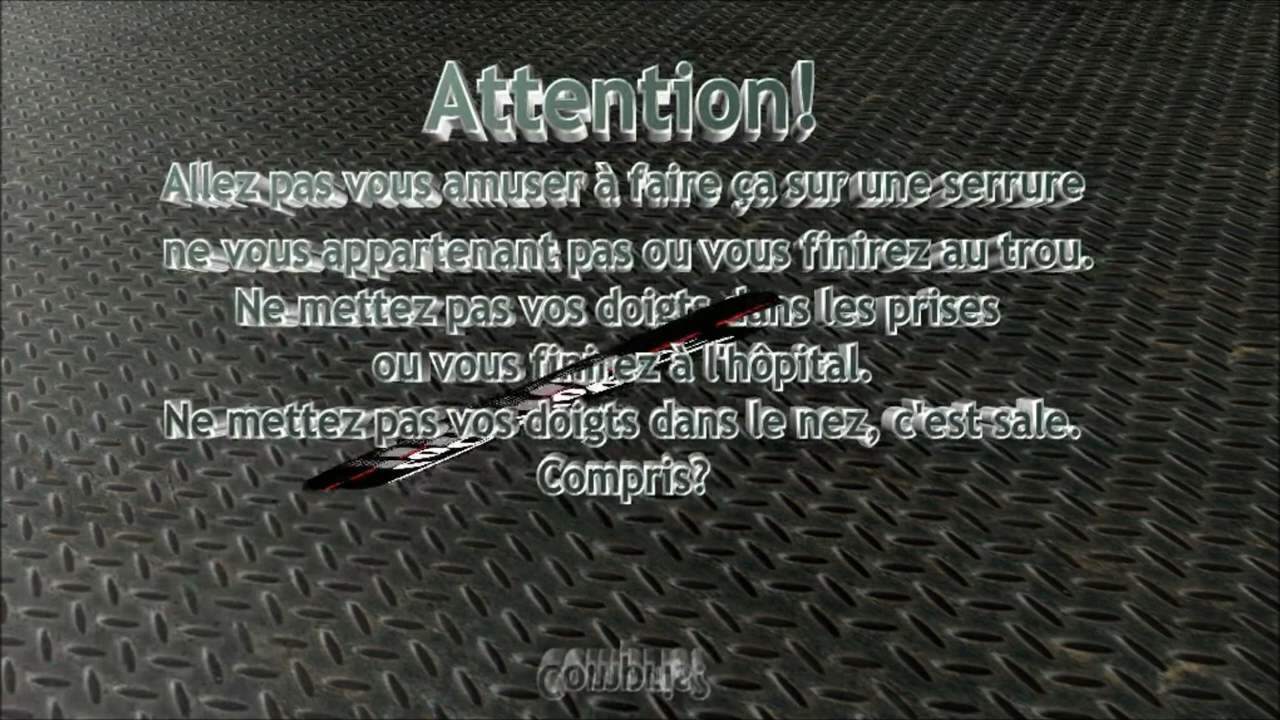 Attention!
Allez pas vous amuser à faire ça sur une serrure
ne vous appartenant pas ou vous finirez au trou.
Ne mettez pas vos doigts dans les prises
ou vous finirez à l'hôpital.
Ne mettez pas vos doigts dans le nez, c'est sale.
Compris?